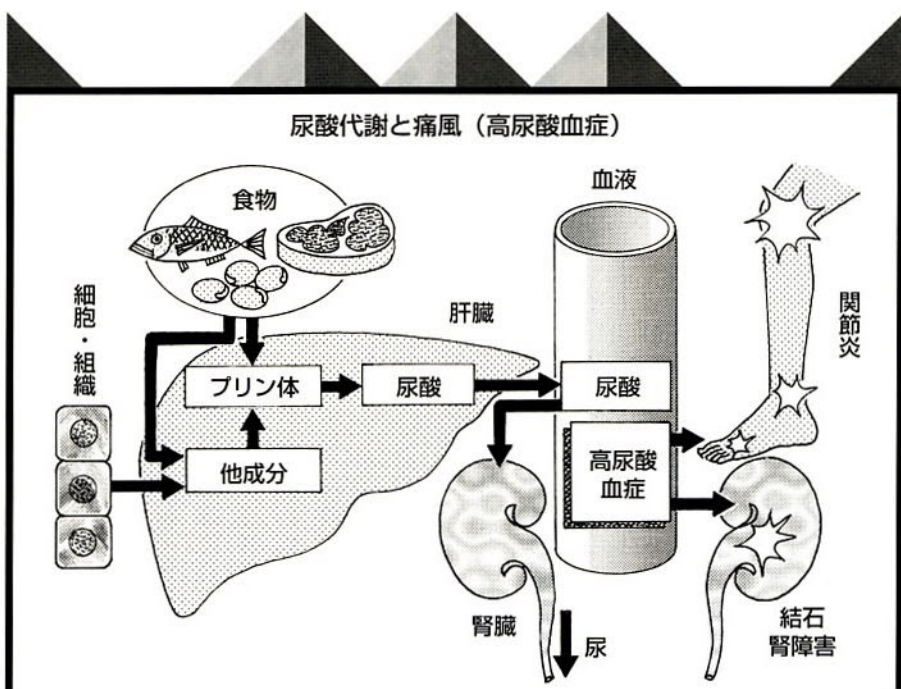 尿酸代謝と痛風（高尿酸血症）
食物
血液
細胞・組織
肝臓
関節炎
プリン体
尿酸
尿酸
他成分
高尿酸
血症
腎臓
尿
結石
腎障害